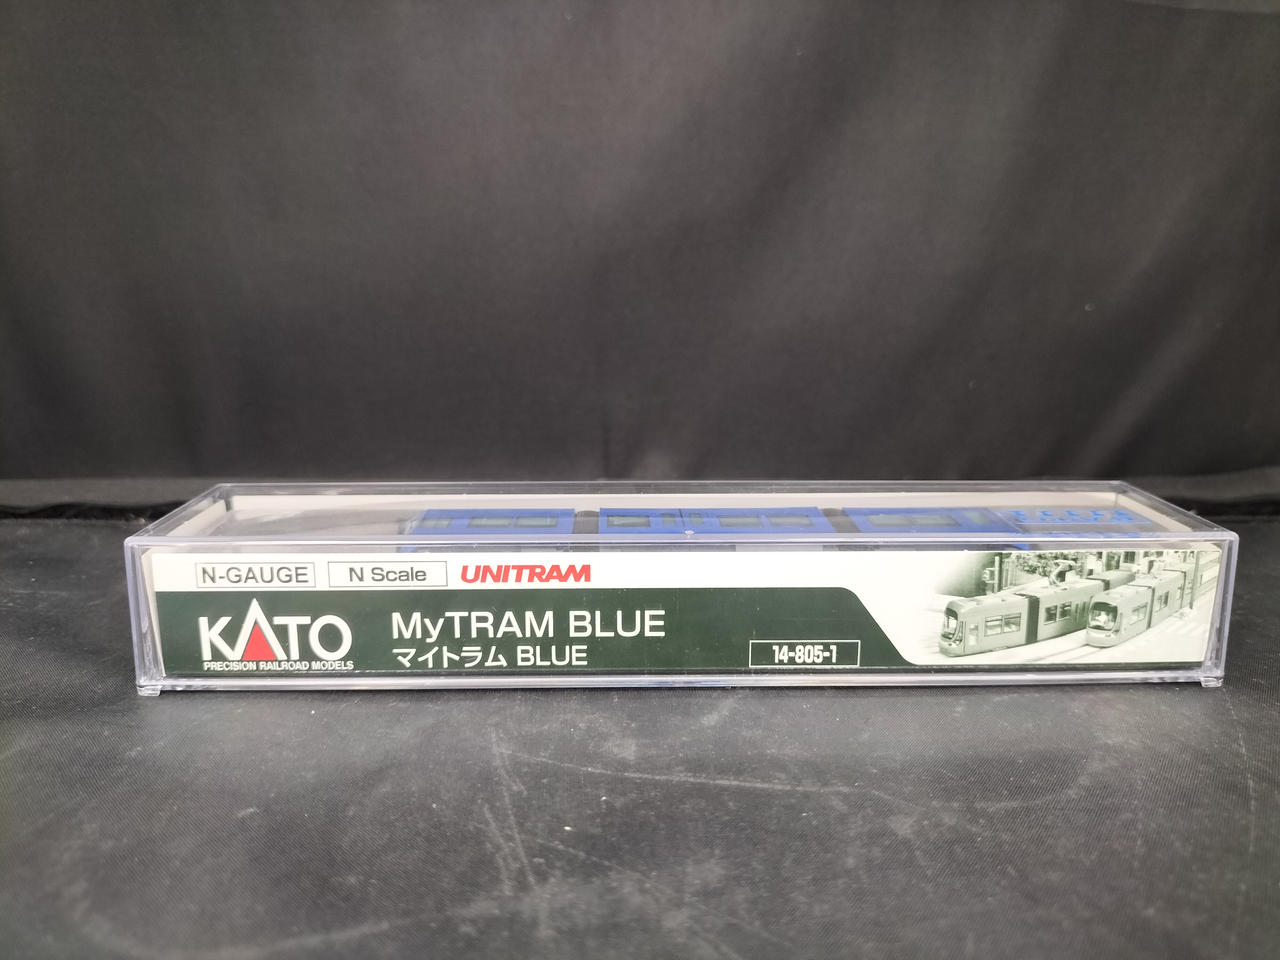 N-GAUGE N Scale UNITRAM
KATO
PRECISION RAILROAD MODELS
MyTRAM BLUE
マイトラム BLUE
14-805-1